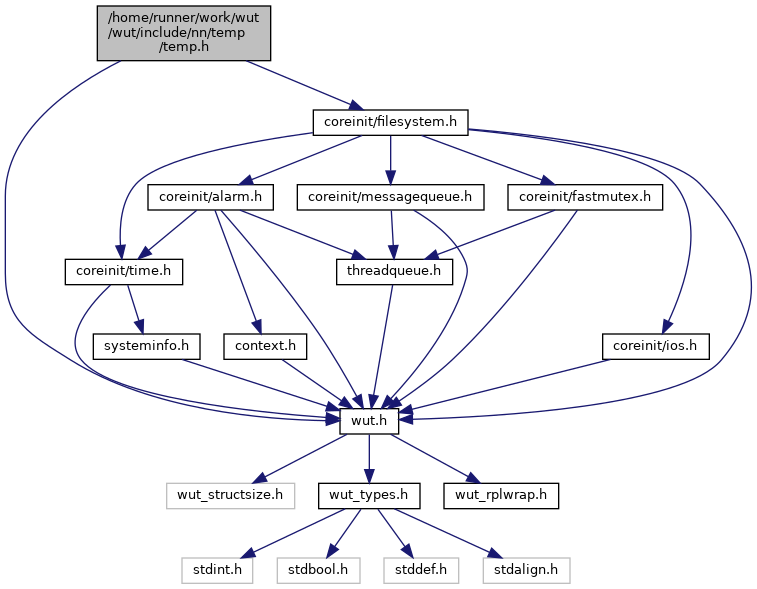 /home/runner/work/wut
/wut/include/nn/temp
/temp.h
coreinit/filesystem.h
coreinit/alarm.h
coreinit/messagequeue.h
coreinit/fastmutex.h
coreinit/time.h
threadqueue.h
systeminfo.h
context.h
coreinit/ios.h
wut.h
wut_structsize.h
wut_types.h
wut_rplwrap.h
stdint.h
stdbool.h
stddef.h
stdalign.h